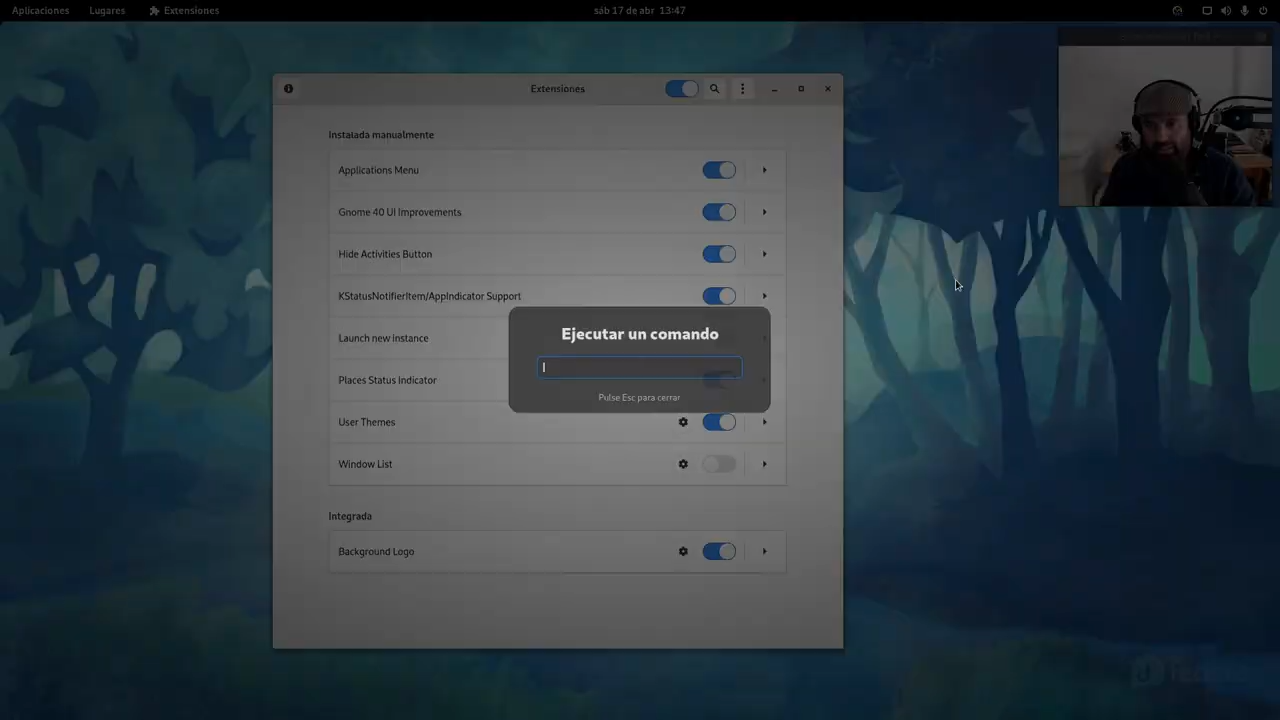 Aplicaciones Lugares Extensiones sáb 17 de abr 13:47
Extensiones
Instalada manualmente
Applications Menu
Gnome 40 UI Improvements
Hide Activities Button
KStatusNotifierItem/AppIndicator Support
Launch new instance
Places Status Indicator
User Themes
Window List
Integrada
Background Logo
Ejecutar un comando
Pulse Esc para cerrar